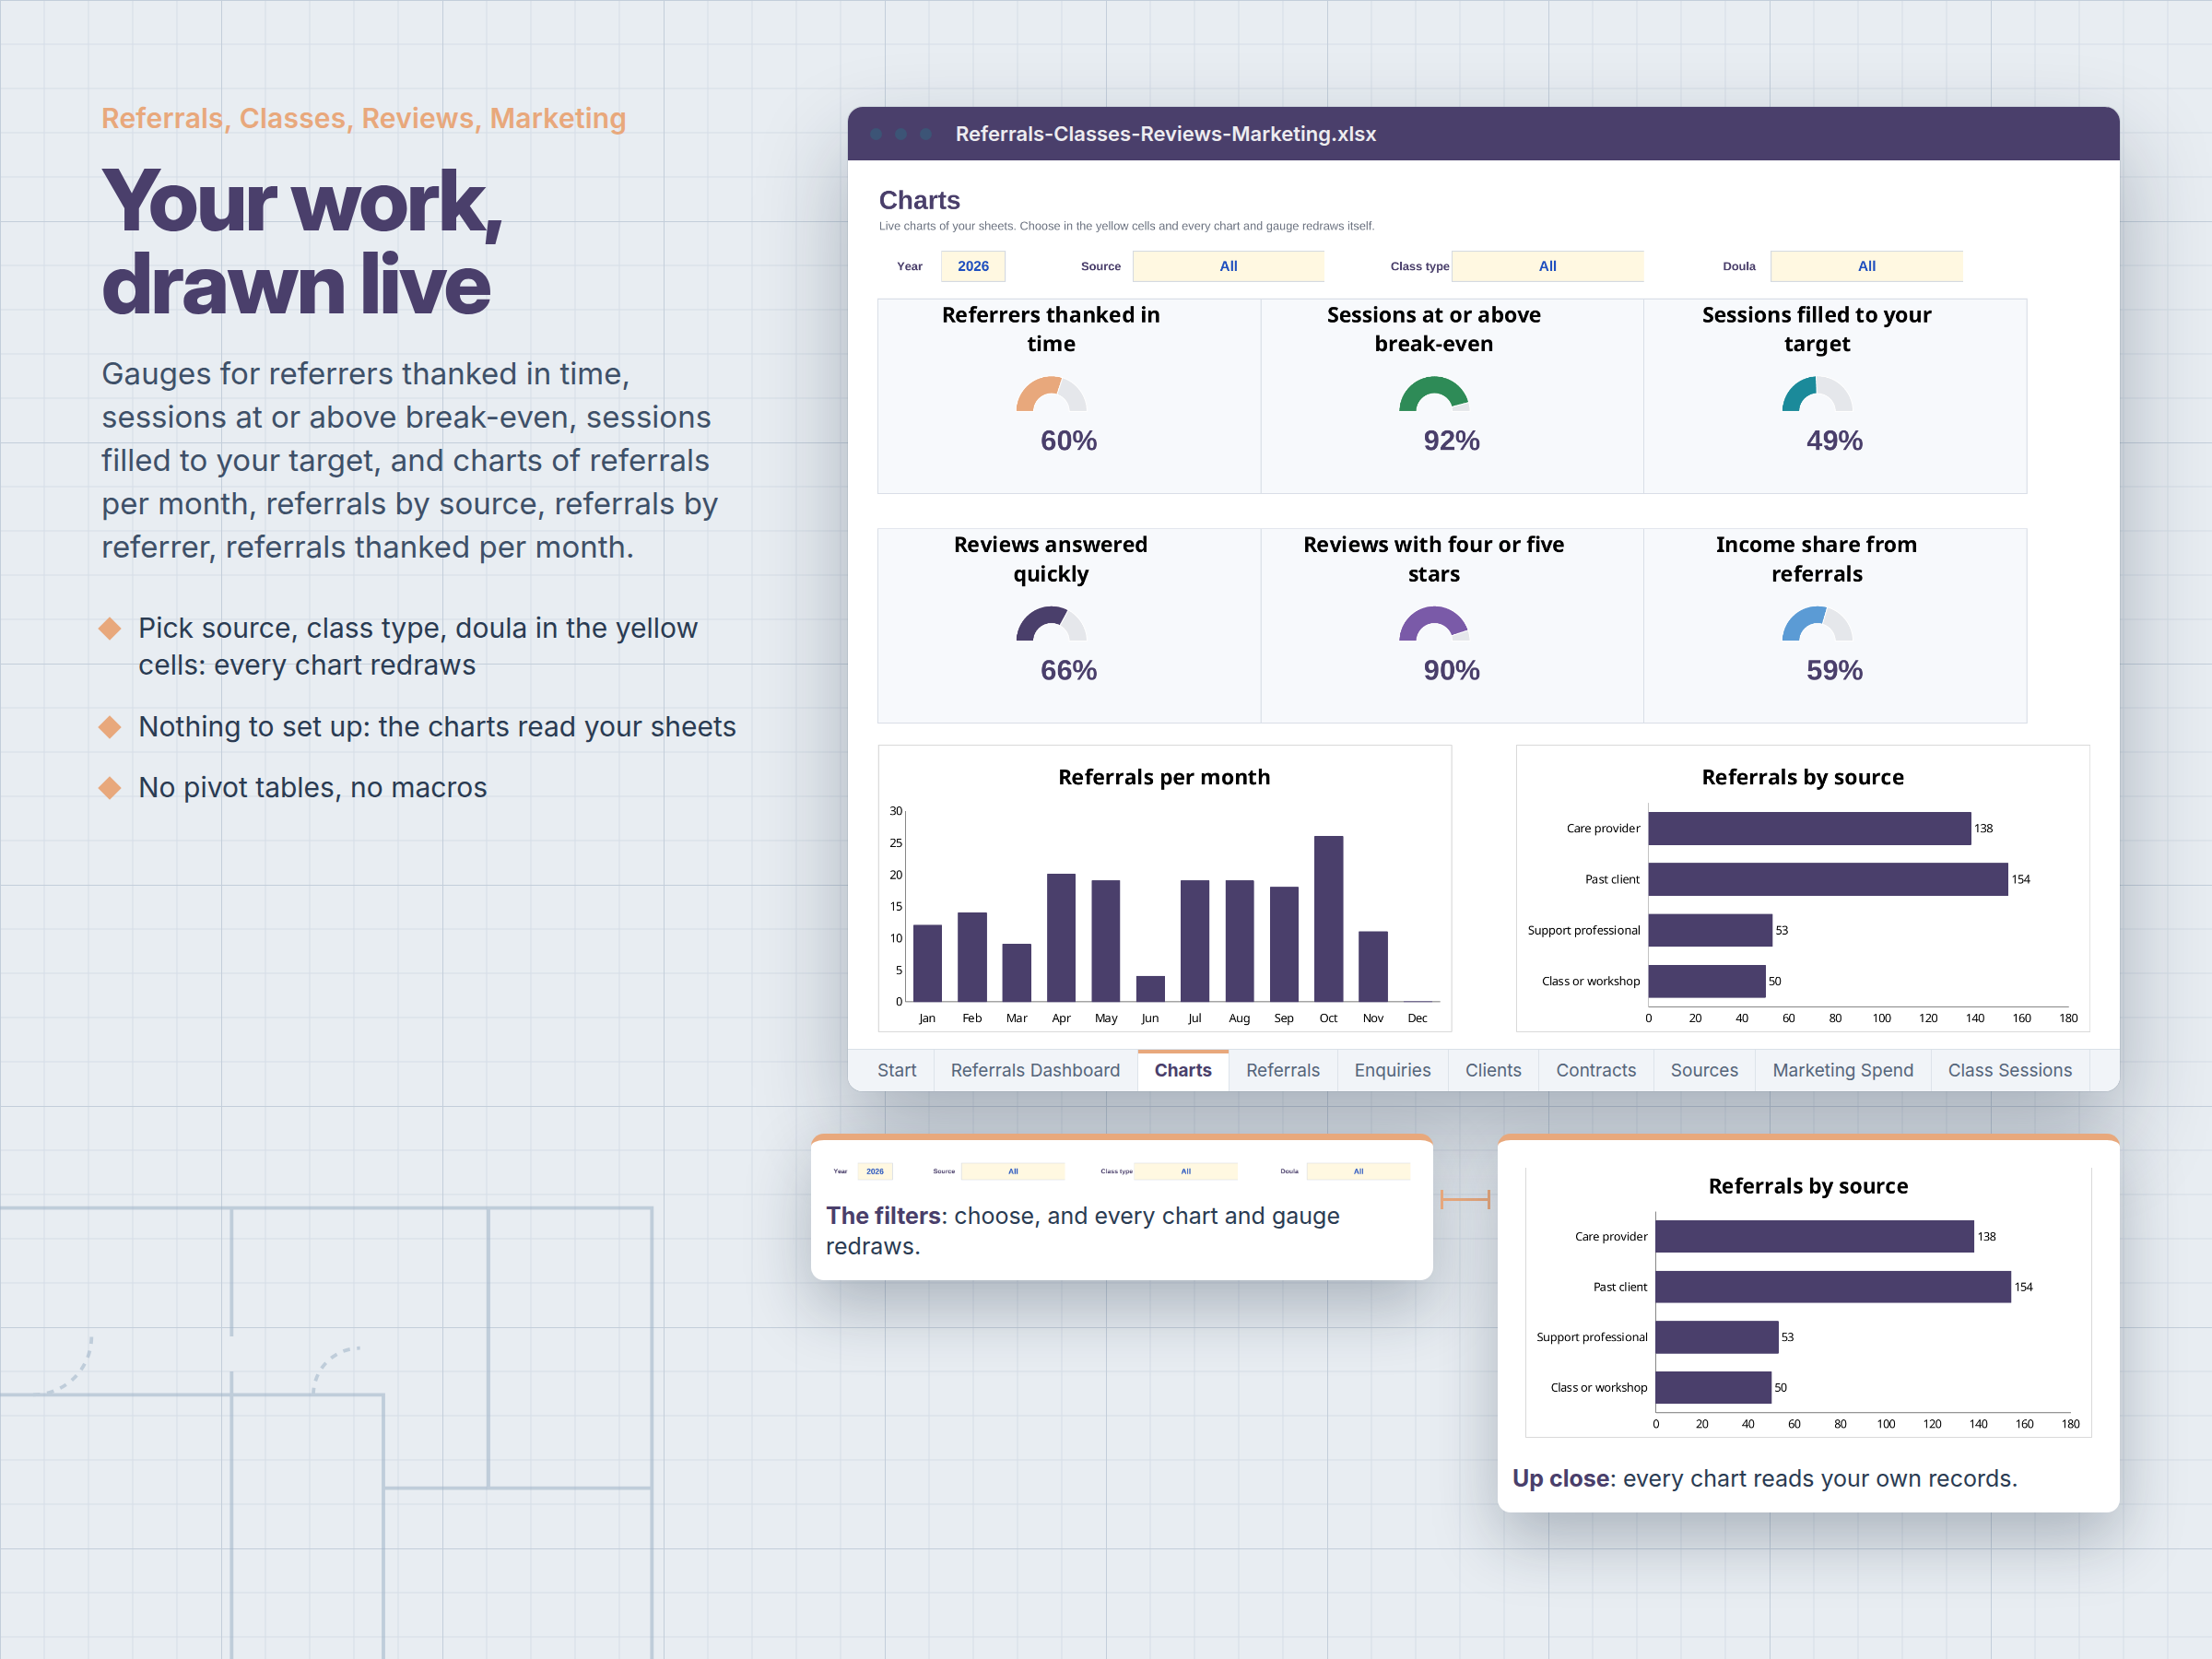 Referrals, Classes, Reviews, Marketing
Your work,
drawn live
Gauges for referrers thanked in time,
sessions at or above break-even, sessions
filled to your target, and charts of referrals
per month, referrals by source, referrals by
referrer, referrals thanked per month.
Pick source, class type, doula in the yellow
cells: every chart redraws
Nothing to set up: the charts read your sheets
No pivot tables, no macros
Referrals-Classes-Reviews-Marketing.xlsx
Charts
Live charts of your sheets. Choose in the yellow cells and every chart and gauge redraws itself.
Year 2026 Source All Class type All Doula All
Referrers thanked in
time
60%
Sessions at or above
break-even
92%
Sessions filled to your
target
49%
Reviews answered
quickly
66%
Reviews with four or five
stars
90%
Income share from
referrals
59%
Referrals per month
30
25
20
15
10
5
0
Jan Feb Mar Apr May Jun Jul Aug Sep Oct Nov Dec
Referrals by source
Care provider 138
Past client 154
Support professional 53
Class or workshop 50
0 20 40 60 80 100 120 140 160 180
Start Referrals Dashboard Charts Referrals Enquiries Clients Contracts Sources Marketing Spend Class Sessions
Year 2026 Source All Class type All Doula All
The filters: choose, and every chart and gauge
redraws.
Referrals by source
Care provider 138
Past client 154
Support professional 53
Class or workshop 50
0 20 40 60 80 100 120 140 160 180
Up close: every chart reads your own records.